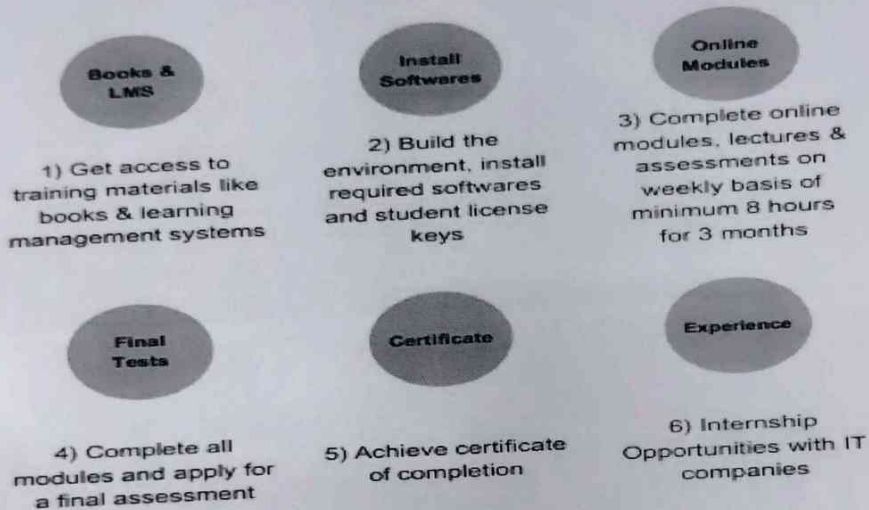 Books &
LMS
1) Get access to
training materials like
books & learning
management systems
Install
Softwares
2) Build the
environment, install
required softwares
and student license
keys
Online
Modules
3) Complete online
modules, lectures &
assessments on
weekly basis of
minimum 8 hours
for 3 months
Final
Tests
4) Complete all
modules and apply for
a final assessment
Certificate
5) Achieve certificate
of completion
Experience
6) Internship
Opportunities with IT
companies